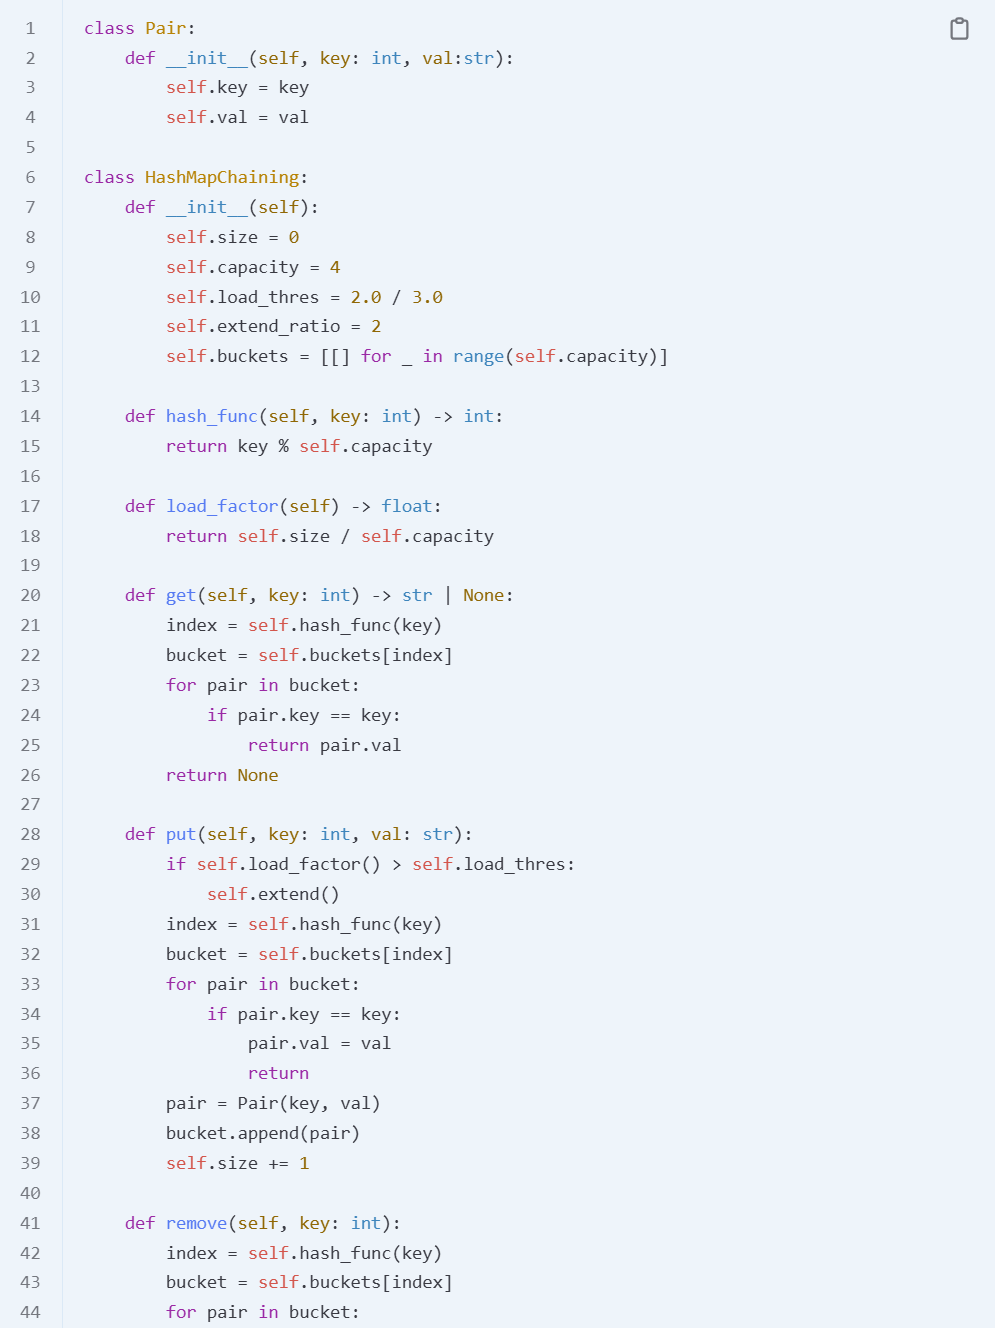 1 class Pair:
2     def __init__(self, key: int, val:str):
3         self.key = key
4         self.val = val
5
6 class HashMapChaining:
7     def __init__(self):
8         self.size = 0
9         self.capacity = 4
10         self.load_thres = 2.0 / 3.0
11         self.extend_ratio = 2
12         self.buckets = [[] for _ in range(self.capacity)]
13
14     def hash_func(self, key: int) -> int:
15         return key % self.capacity
16
17     def load_factor(self) -> float:
18         return self.size / self.capacity
19
20     def get(self, key: int) -> str | None:
21         index = self.hash_func(key)
22         bucket = self.buckets[index]
23         for pair in bucket:
24             if pair.key == key:
25                 return pair.val
26         return None
27
28     def put(self, key: int, val: str):
29         if self.load_factor() > self.load_thres:
30             self.extend()
31         index = self.hash_func(key)
32         bucket = self.buckets[index]
33         for pair in bucket:
34             if pair.key == key:
35                 pair.val = val
36                 return
37         pair = Pair(key, val)
38         bucket.append(pair)
39         self.size += 1
40
41     def remove(self, key: int):
42         index = self.hash_func(key)
43         bucket = self.buckets[index]
44         for pair in bucket: